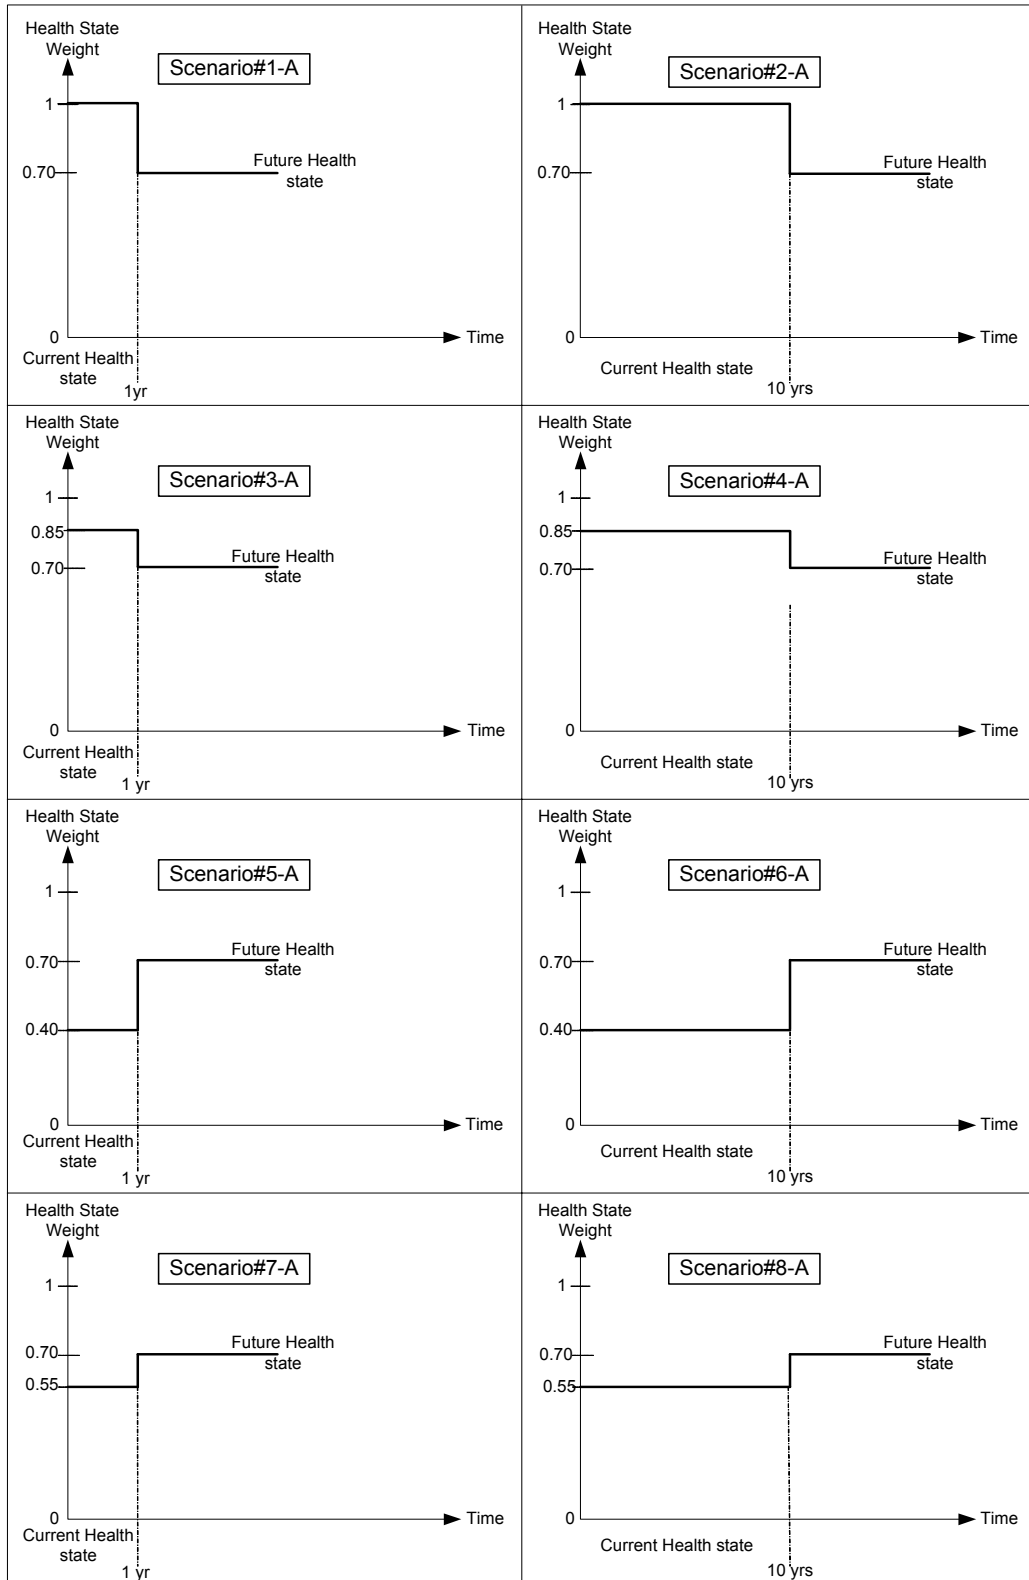 Health State
Weight
Scenario#1-A
1
0.70
Future Health
state
0
Time
Current Health
state
1yr
Health State
Weight
Scenario#2-A
1
0.70
Future Health
state
0
Time
Current Health state
10 yrs
Health State
Weight
Scenario#3-A
1
0.85
0.70
Future Health
state
0
Time
Current Health
state
1 yr
Health State
Weight
Scenario#4-A
1
0.85
0.70
Future Health
state
0
Time
Current Health state
10 yrs
Health State
Weight
Scenario#5-A
1
0.70
Future Health
state
0.40
0
Time
Current Health
state
1 yr
Health State
Weight
Scenario#6-A
1
0.70
Future Health
state
0.40
0
Time
Current Health state
10 yrs
Health State
Weight
Scenario#7-A
1
0.70
Future Health
state
0.55
0
Time
Current Health
state
1 yr
Health State
Weight
Scenario#8-A
1
0.70
Future Health
state
0.55
0
Time
Current Health state
10 yrs